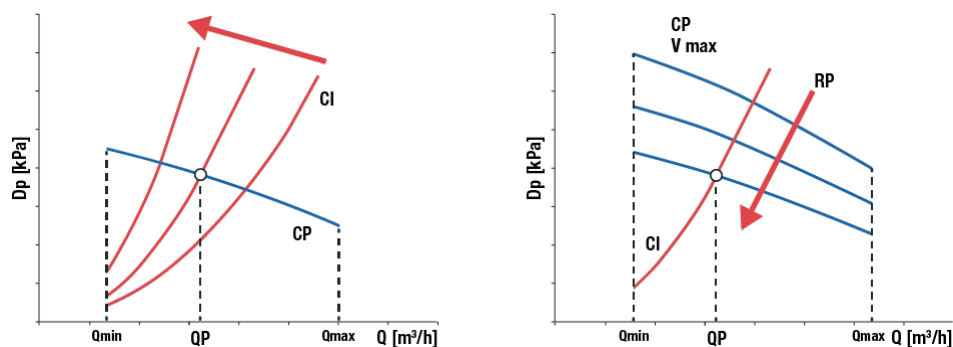 Dp [kPa]
CI
CP
Qmin
QP
Qmax
Q [m³/h]
Dp [kPa]
CP
V max
RP
CI
Qmin
QP
Qmax
Q [m³/h]